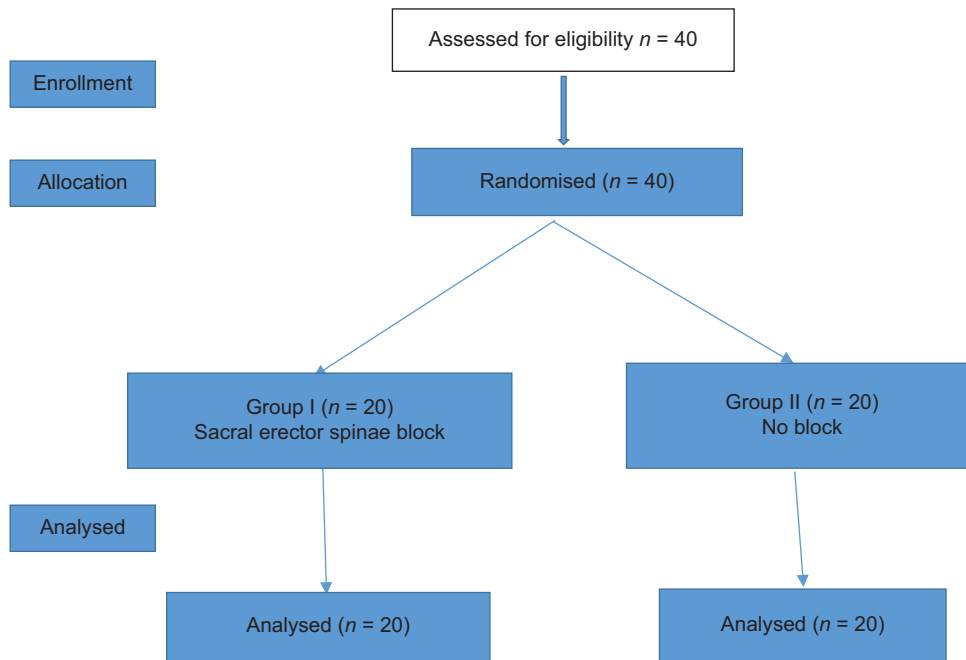 Assessed for eligibility n = 40
Enrollment
Allocation
Randomised (n = 40)
Group I (n = 20)
Sacral erector spinae block
Group II (n = 20)
No block
Analysed
Analysed (n = 20)
Analysed (n = 20)